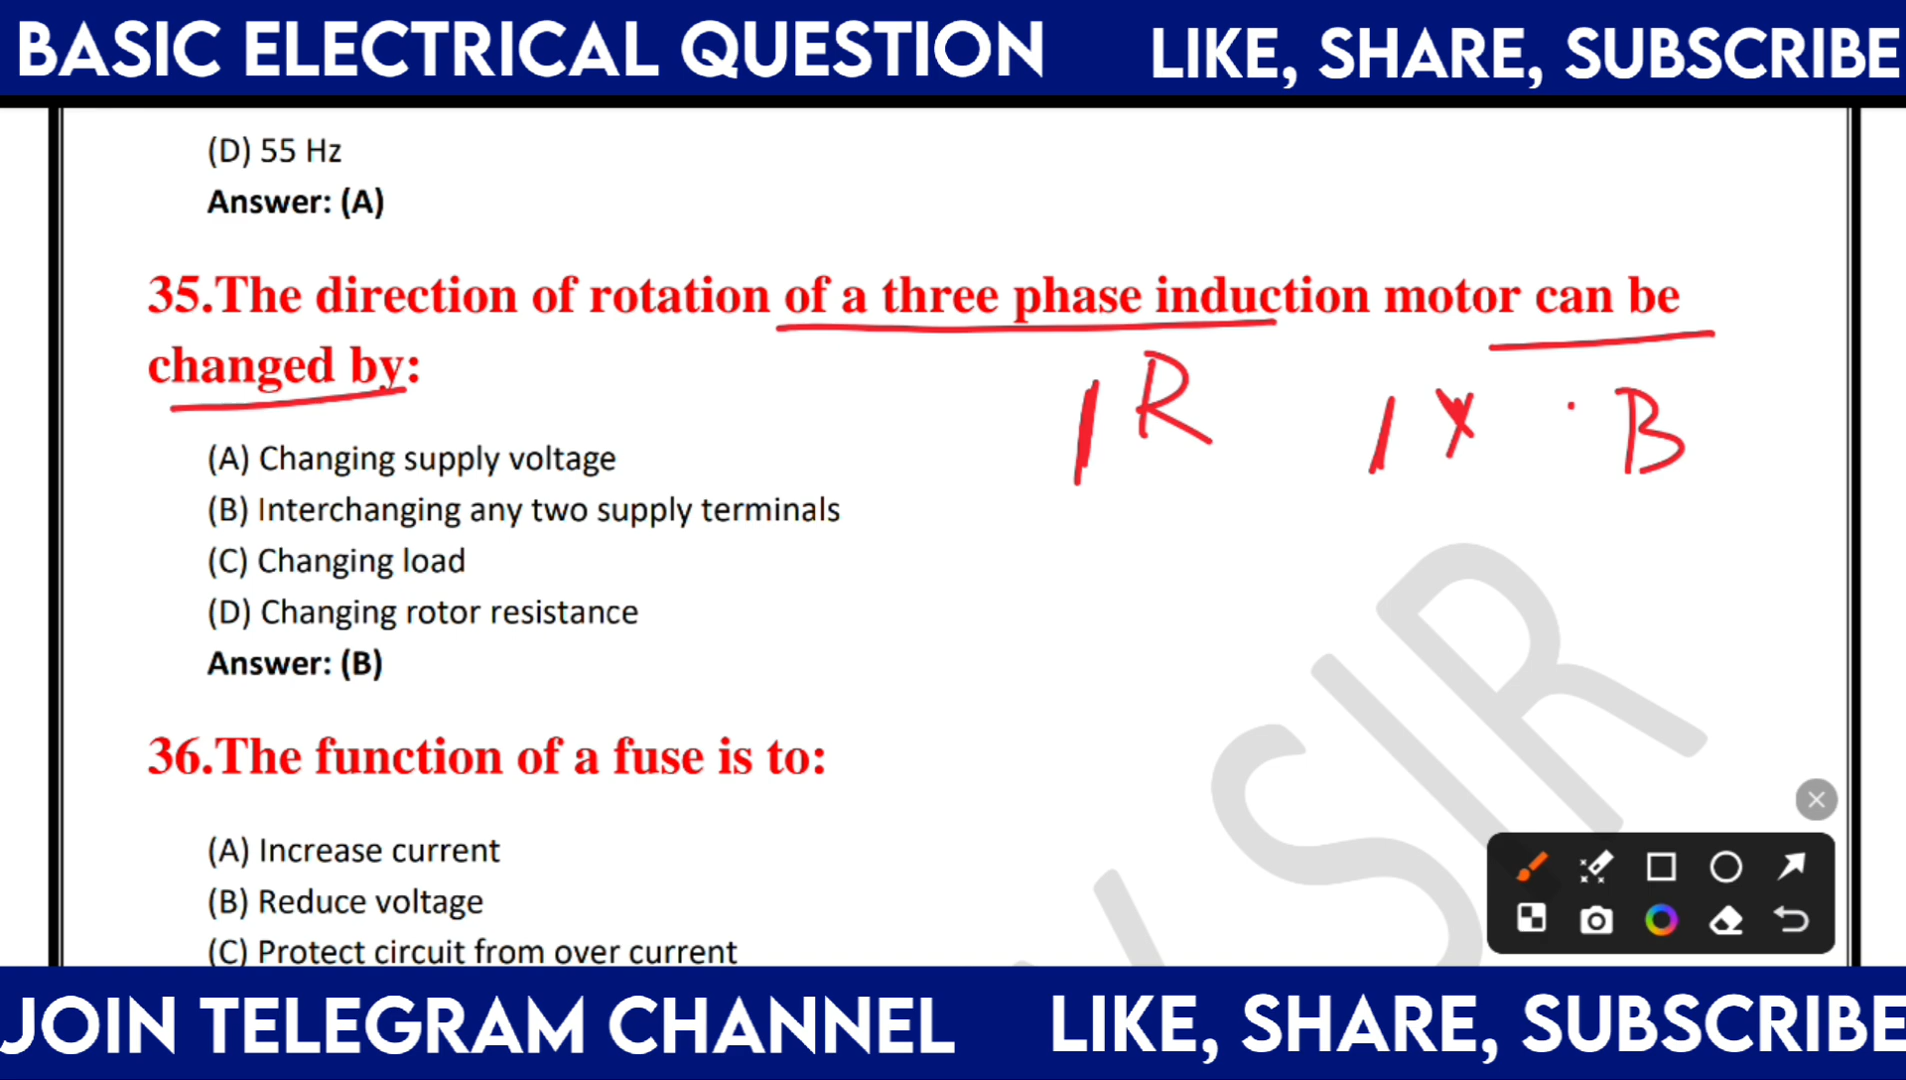 BASIC ELECTRICAL QUESTION LIKE, SHARE, SUBSCRIBE
(D) 55 Hz
Answer: (A)
35.The direction of rotation of a three phase induction motor can be
changed by:
R B
(A) Changing supply voltage
(B) Interchanging any two supply terminals
(C) Changing load
(D) Changing rotor resistance
Answer: (B)
36.The function of a fuse is to:
(A) Increase current
(B) Reduce voltage
(C) Protect circuit from over current
Y SIR
JOIN TELEGRAM CHANNEL LIKE, SHARE, SUBSCRIBE